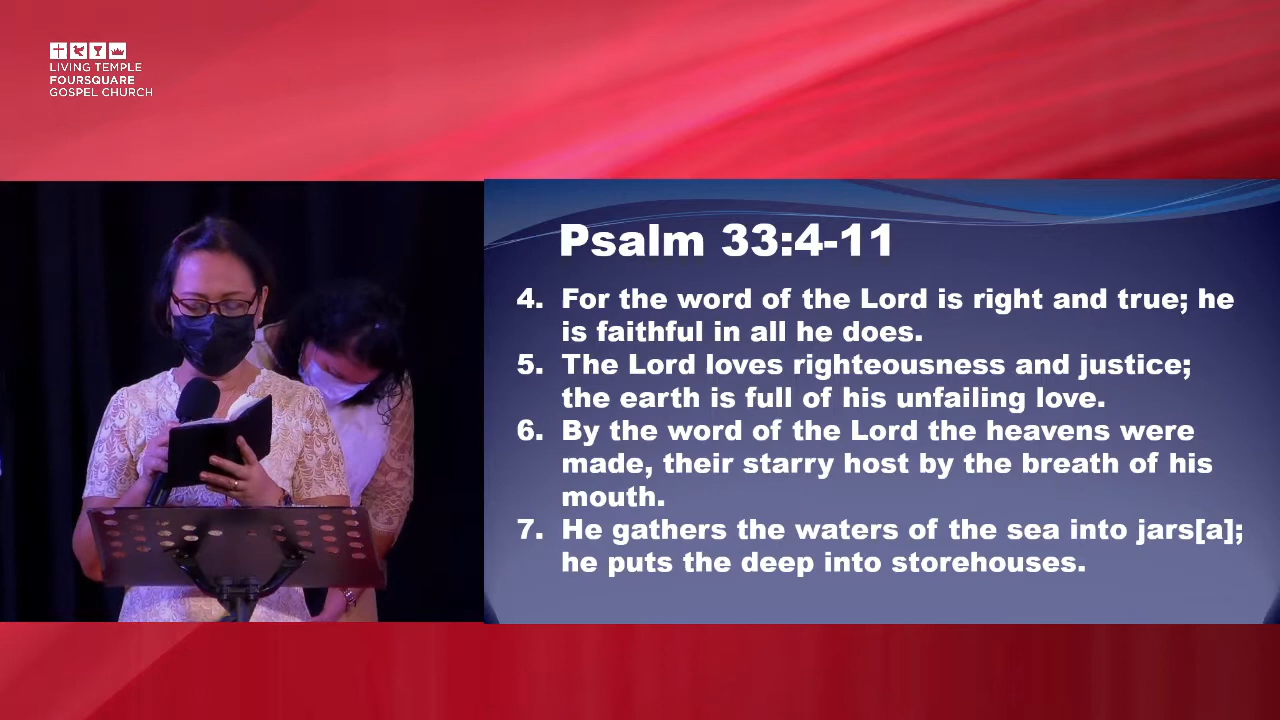 LIVING TEMPLE
FOURSQUARE
GOSPEL CHURCH
Psalm 33:4-11
4. For the word of the Lord is right and true; he
is faithful in all he does.
5. The Lord loves righteousness and justice;
the earth is full of his unfailing love.
6. By the word of the Lord the heavens were
made, their starry host by the breath of his
mouth.
7. He gathers the waters of the sea into jars[a];
he puts the deep into storehouses.